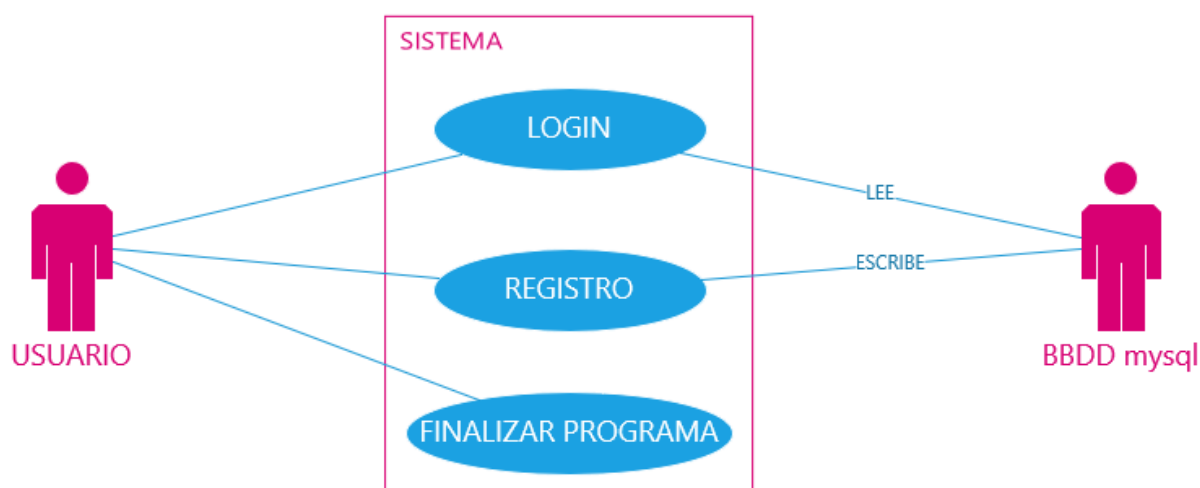 SISTEMA
LOGIN
LEE
REGISTRO
ESCRIBE
USUARIO
BBDD mysql
FINALIZAR PROGRAMA